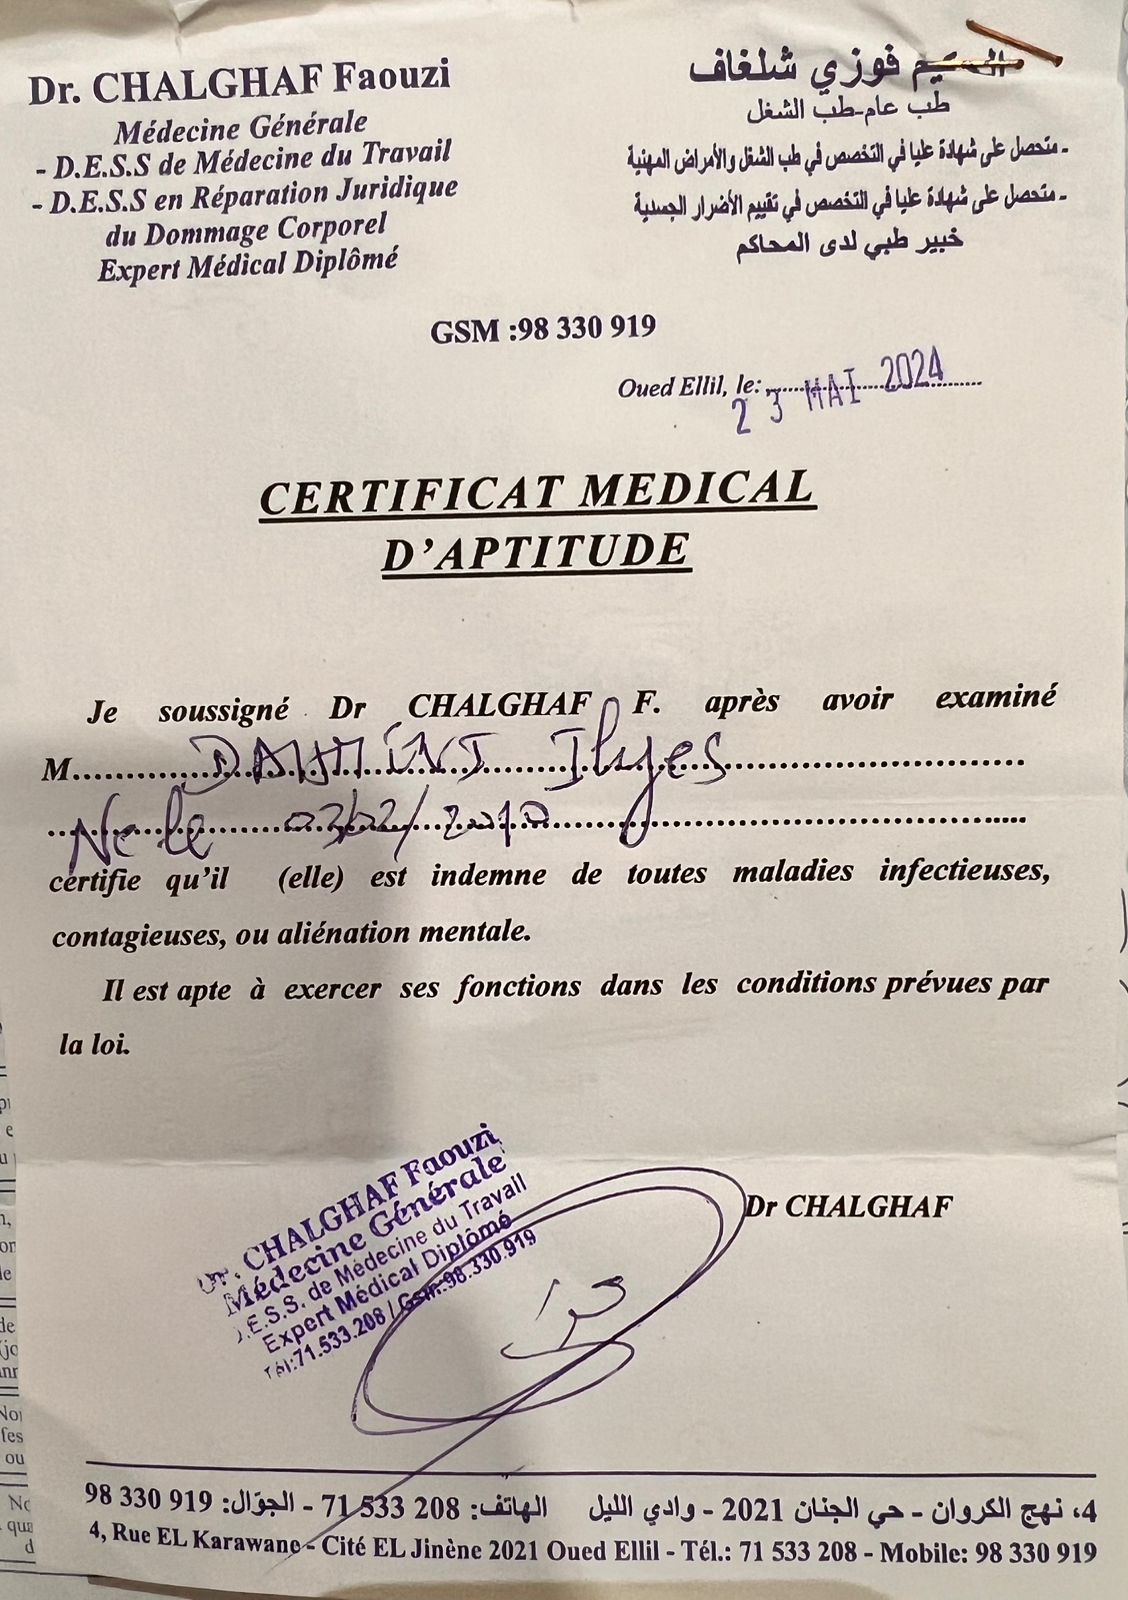 Dr. CHALGHAF Faouzi
Médecine Générale
- D.E.S.S de Médecine du Travail
- D.E.S.S en Réparation Juridique
du Dommage Corporel
Expert Médical Diplômé
الحكيم فوزي شلغاف
طب عام-طب الشغل
- متحصل على شهادة عليا في التخصص في طب الشغل والأمراض المهنية
- متحصل على شهادة عليا في التخصص في تقييم الأضرار الجسدية
خبير طبي لدى المحاكم
GSM :98 330 919
Oued Ellil, le: 23 MAI 2024
CERTIFICAT MEDICAL
D'APTITUDE
Je soussigné Dr CHALGHAF F. après avoir examiné
M. DAHMINI Ilyes
Ne le
certifie qu'il (elle) est indemne de toutes maladies infectieuses,
contagieuses, ou aliénation mentale.
Il est apte à exercer ses fonctions dans les conditions prévues par
la loi.
Dr. CHALGHAF Faouzi
Médecine Générale
D.E.S.S. de Médecine du Travail
Expert Médical Diplômé
Tél:71.533.208 / Gsm:98.330.919
Dr CHALGHAF
4، نهج الكروان - حي الجنان 2021 - وادي الليل الهاتف: 208 533 71 - الجوّال: 919 330 98
4, Rue EL Karawane - Cité EL Jinène 2021 Oued Ellil - Tél.: 71 533 208 - Mobile: 98 330 919